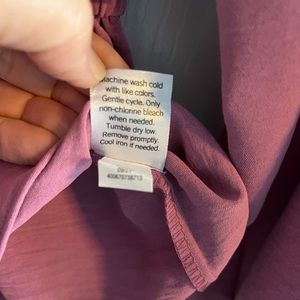 Machine wash cold
with like colors.
Gentle cycle. Only
non-chlorine bleach
when needed.
Tumble dry low.
Remove promptly.
Cool iron if needed.